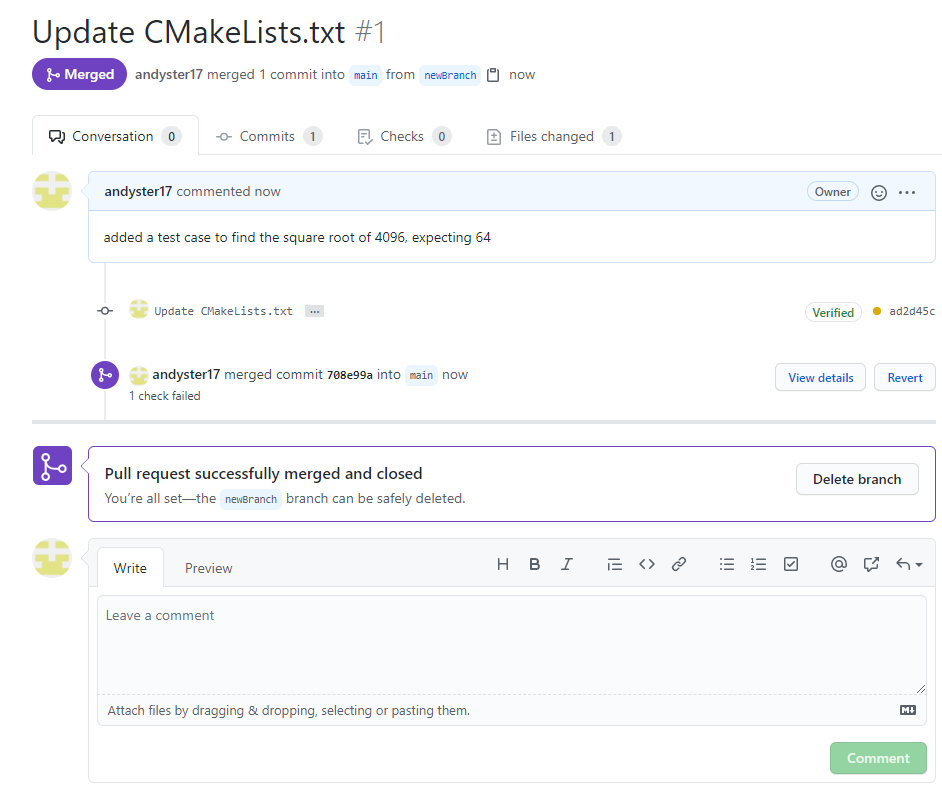 Update CMakeLists.txt #1
Merged andyster17 merged 1 commit into main from newBranch now
Conversation 0 Commits 1 Checks 0 Files changed 1
andyster17 commented now Owner
added a test case to find the square root of 4096, expecting 64
Update CMakeLists.txt ... Verified ad2d45c
andyster17 merged commit 708e99a into main now View details Revert
1 check failed
Pull request successfully merged and closed
You're all set—the newBranch branch can be safely deleted.
Delete branch
Write Preview
Leave a comment
Attach files by dragging & dropping, selecting or pasting them.
Comment